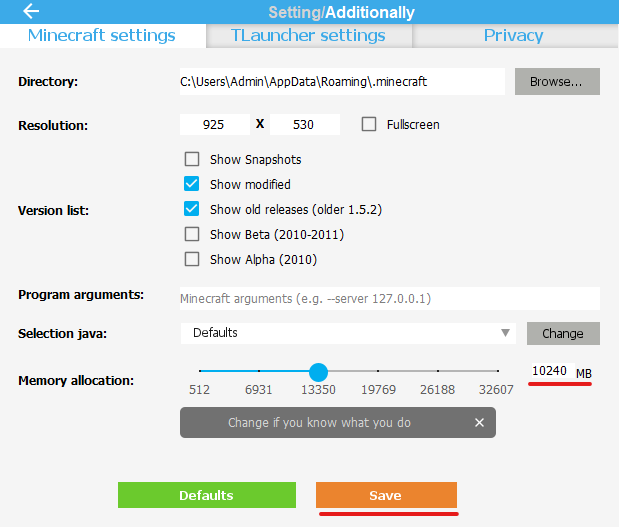 Setting/Additionally
Minecraft settings TLauncher settings Privacy
Directory: C:\Users\Admin\AppData\Roaming\.minecraft Browse...
Resolution: 925 X 530 Fullscreen
Show Snapshots
Show modified
Version list: Show old releases (older 1.5.2)
Show Beta (2010-2011)
Show Alpha (2010)
Program arguments: Minecraft arguments (e.g. --server 127.0.0.1)
Selection java: Defaults Change
Memory allocation: 10240 MB
512 6931 13350 19769 26188 32607
Change if you know what you do ✕
Defaults Save